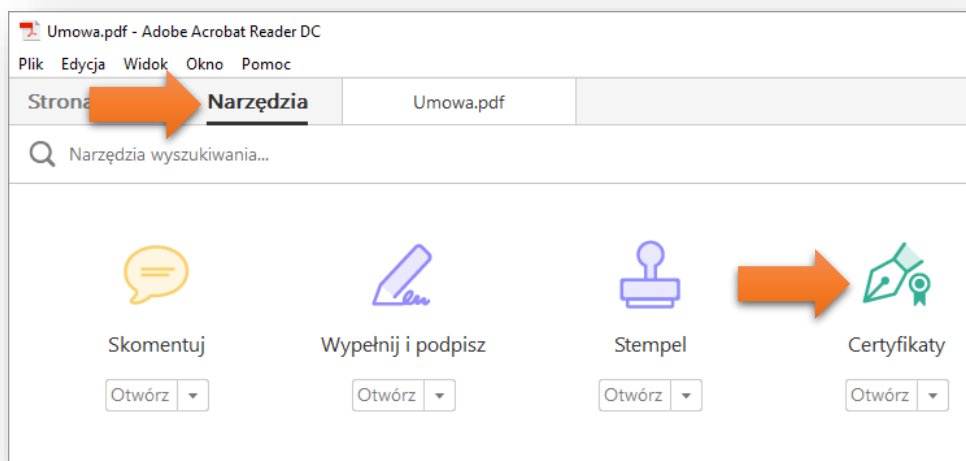 Umowa.pdf - Adobe Acrobat Reader DC
Plik Edycja Widok Okno Pomoc
Strona Narzędzia Umowa.pdf
Narzędzia wyszukiwania...
Skomentuj Wypełnij i podpisz Stempel Certyfikaty
Otwórz Otwórz Otwórz Otwórz